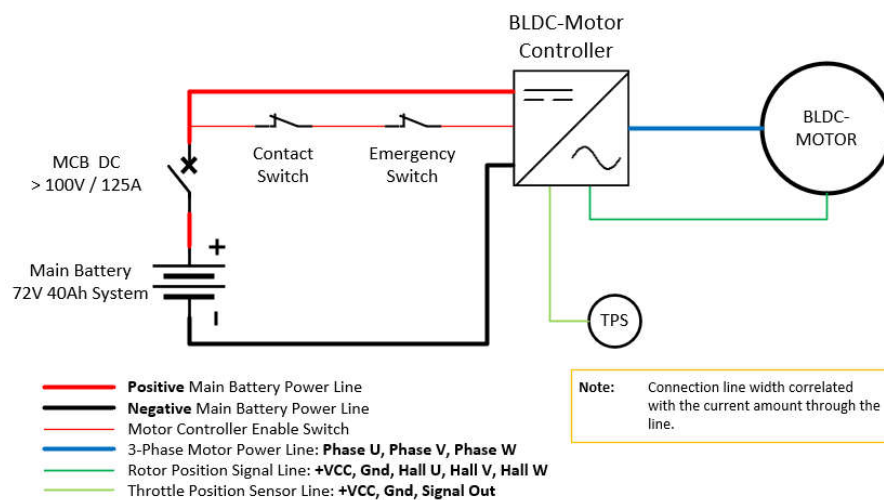 BLDC-Motor
Controller
BLDC-
MOTOR
MCB DC
> 100V / 125A
Contact
Switch
Emergency
Switch
+
Main Battery
72V 40Ah System
TPS
Positive Main Battery Power Line
Negative Main Battery Power Line
Motor Controller Enable Switch
3-Phase Motor Power Line: Phase U, Phase V, Phase W
Rotor Position Signal Line: +VCC, Gnd, Hall U, Hall V, Hall W
Throttle Position Sensor Line: +VCC, Gnd, Signal Out
Note: Connection line width correlated
with the current amount through the
line.